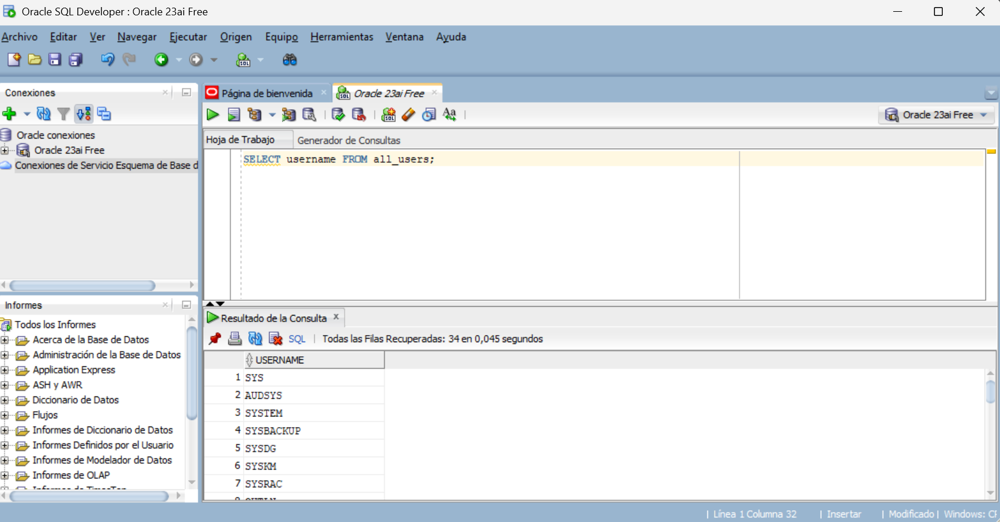 Oracle SQL Developer : Oracle 23ai Free
Archivo Editar Ver Navegar Ejecutar Origen Equipo Herramientas Ventana Ayuda
Conexiones
Oracle conexiones
Oracle 23ai Free
Conexiones de Servicio Esquema de Base d
Informes
Todos los Informes
Acerca de la Base de Datos
Administración de la Base de Datos
Application Express
ASH y AWR
Diccionario de Datos
Flujos
Informes de Diccionario de Datos
Informes Definidos por el Usuario
Informes de Modelador de Datos
Informes de OLAP
Página de bienvenida
Oracle 23ai Free
Oracle 23ai Free
Hoja de Trabajo Generador de Consultas
SELECT username FROM all_users;
Resultado de la Consulta
SQL | Todas las Filas Recuperadas: 34 en 0,045 segundos
USERNAME
1 SYS
2 AUDSYS
3 SYSTEM
4 SYSBACKUP
5 SYSDG
6 SYSKM
7 SYSRAC
| Línea 1 Columna 32 | Insertar | Modificado | Windows: